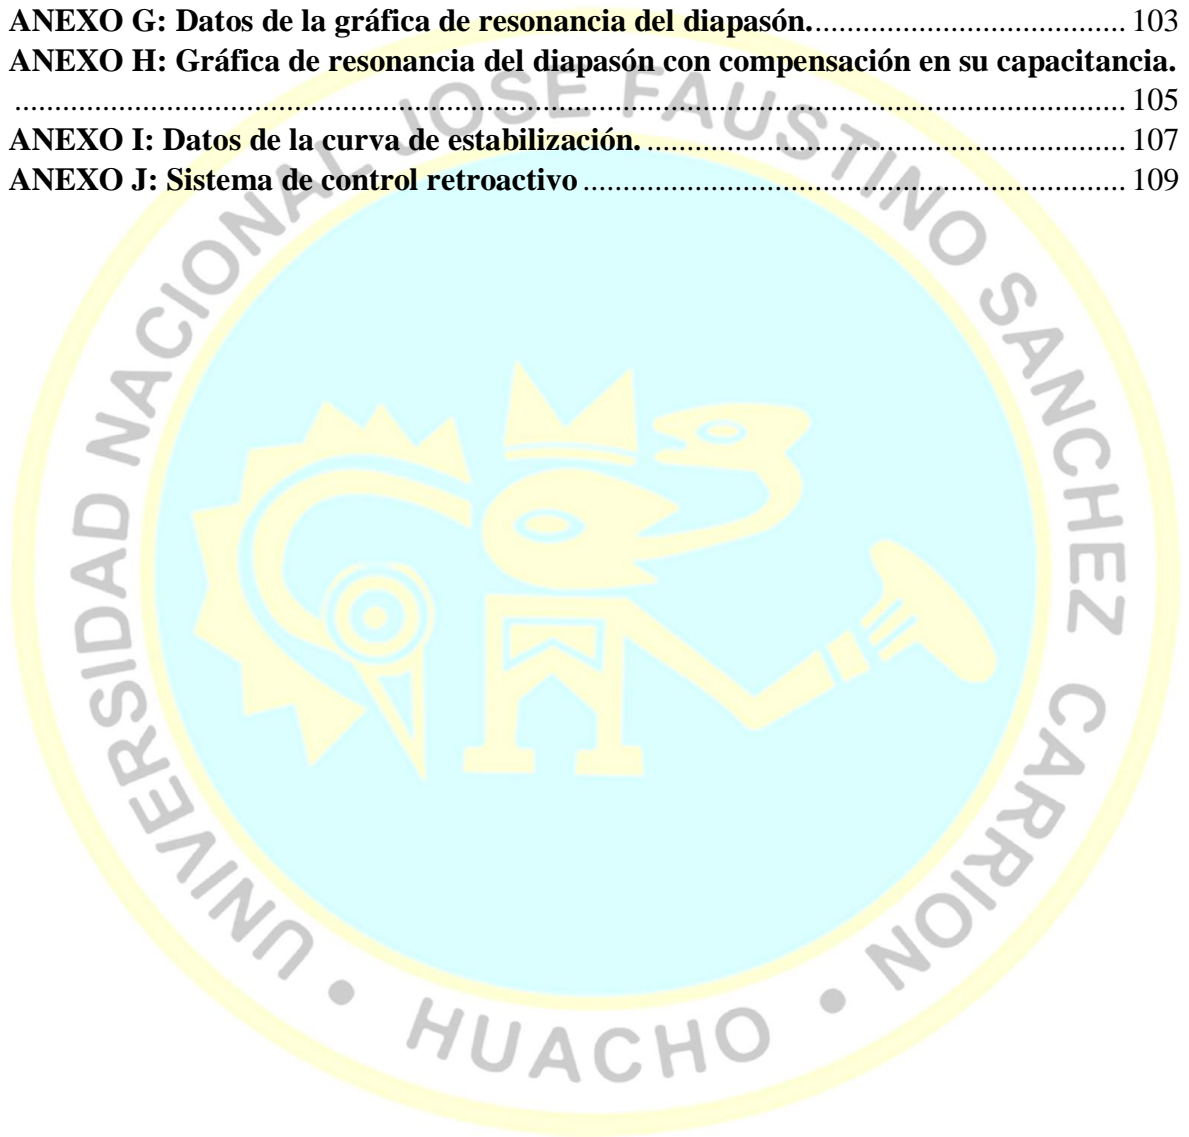 ANEXO G: Datos de la gráfica de resonancia del diapasón. 103
ANEXO H: Gráfica de resonancia del diapasón con compensación en su capacitancia.
105
ANEXO I: Datos de la curva de estabilización. 107
ANEXO J: Sistema de control retroactivo 109
UNIVERSIDAD NACIONAL JOSE FAUSTINO SANCHEZ CARRION
• HUACHO •